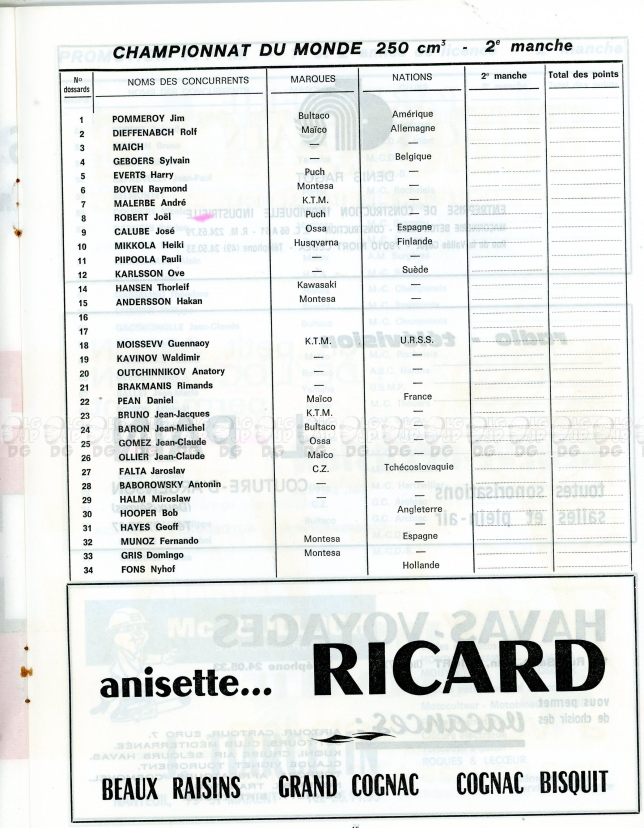 CHAMPIONNAT DU MONDE 250 cm³ - 2e manche
Nº dossards NOMS DES CONCURRENTS MARQUES NATIONS 2e manche Total des points
1 POMMEROY Jim Bultaco Amérique
2 DIEFFENABCH Rolf Maïco Allemagne
3 MAICH — —
4 GEBOERS Sylvain — Belgique
5 EVERTS Harry Puch —
6 BOVEN Raymond Montesa —
7 MALERBE André K.T.M. —
8 ROBERT Joël Puch —
9 CALUBE José Ossa Espagne
10 MIKKOLA Heiki Husqvarna Finlande
11 PIIPOOLA Pauli — —
12 KARLSSON Ove — Suède
14 HANSEN Thorleif Kawasaki —
15 ANDERSSON Hakan Montesa —
16
17
18 MOISSEVV Guennaoy K.T.M. U.R.S.S.
19 KAVINOV Waldimir — —
20 OUTCHINNIKOV Anatory — —
21 BRAKMANIS Rimands — —
22 PEAN Daniel Maïco France
23 BRUNO Jean-Jacques K.T.M. —
24 BARON Jean-Michel Bultaco —
25 GOMEZ Jean-Claude Ossa —
26 OLLIER Jean-Claude Maïco —
27 FALTA Jaroslav C.Z. Tchécoslovaquie
28 BABOROWSKY Antonin — —
29 HALM Miroslaw — —
30 HOOPER Bob Angleterre
31 HAYES Geoff —
32 MUNOZ Fernando Montesa Espagne
33 GRIS Domingo Montesa —
34 FONS Nyhof Hollande
anisette... RICARD
BEAUX RAISINS GRAND COGNAC COGNAC BISQUIT